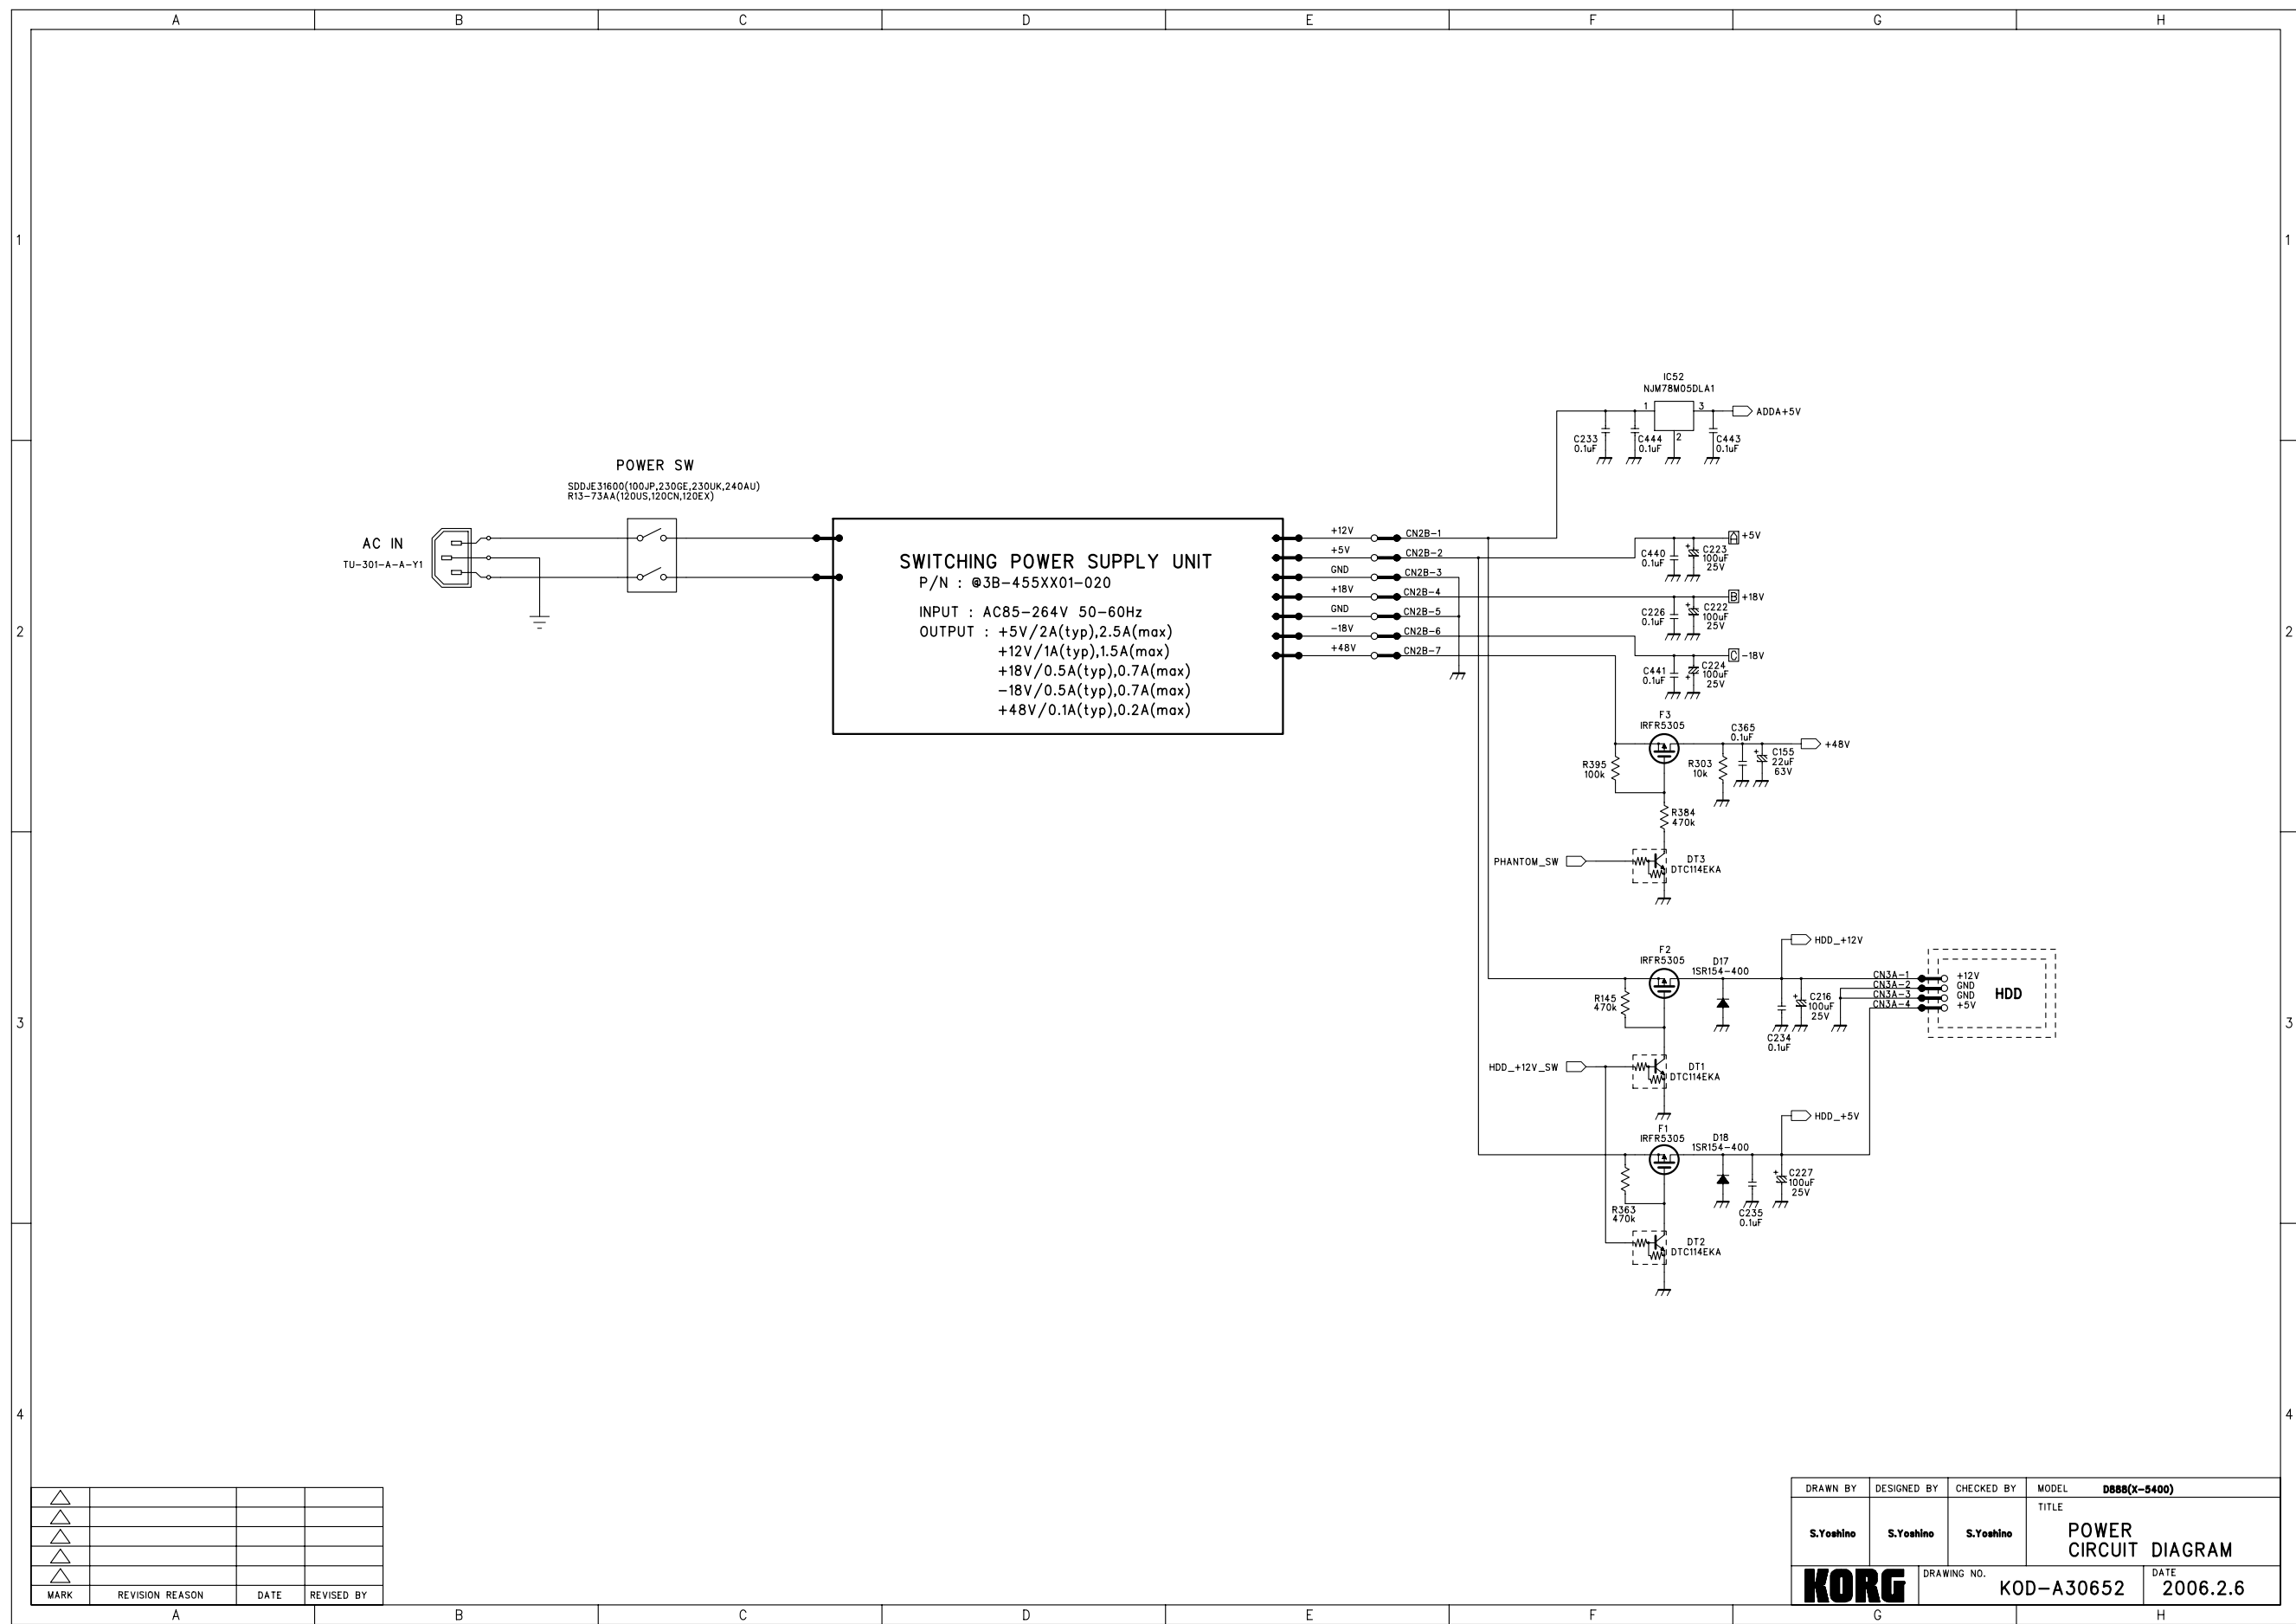 A B C D E F G H
1 1
IC52
NJM78M05DLA1
1 3
ADDA+5V
2
C233
0.1uF
C444
0.1uF
C443
0.1uF
POWER SW
SDDJE31600(100JP,230GE,230UK,240AU)
R13-73AA(120US,120CN,120EX)
AC IN
TU-301-A-A-Y1
SWITCHING POWER SUPPLY UNIT
P/N : @3B-455XX01-020
INPUT : AC85-264V 50-60Hz
OUTPUT : +5V/2A(typ),2.5A(max)
+12V/1A(typ),1.5A(max)
+18V/0.5A(typ),0.7A(max)
-18V/0.5A(typ),0.7A(max)
+48V/0.1A(typ),0.2A(max)
+12V CN2B-1
+5V CN2B-2
GND CN2B-3
+18V CN2B-4
GND CN2B-5
-18V CN2B-6
+48V CN2B-7
A +5V
C440
0.1uF
C223
100uF
25V
B +18V
C226
0.1uF
C222
100uF
25V
C -18V
C441
0.1uF
C224
100uF
25V
2 2
F3
IRFR5305
C365
0.1uF
+48V
C155
22uF
63V
R395
100k
R303
10k
R384
470k
PHANTOM_SW
DT3
DTC114EKA
HDD_+12V
F2
IRFR5305
D17
1SR154-400
CN3A-1 +12V
CN3A-2 GND
CN3A-3 GND
CN3A-4 +5V
HDD
R145
470k
C216
100uF
25V
C234
0.1uF
3 3
HDD_+12V_SW
DT1
DTC114EKA
HDD_+5V
F1
IRFR5305
D18
1SR154-400
C227
100uF
25V
R363
470k
C235
0.1uF
DT2
DTC114EKA
4 4
MARK REVISION REASON DATE REVISED BY
DRAWN BY DESIGNED BY CHECKED BY MODEL D888(X-5400)
S.Yoshino S.Yoshino S.Yoshino
TITLE
POWER
CIRCUIT DIAGRAM
KORG DRAWING NO. KOD-A30652 DATE 2006.2.6
A B C D E F G H